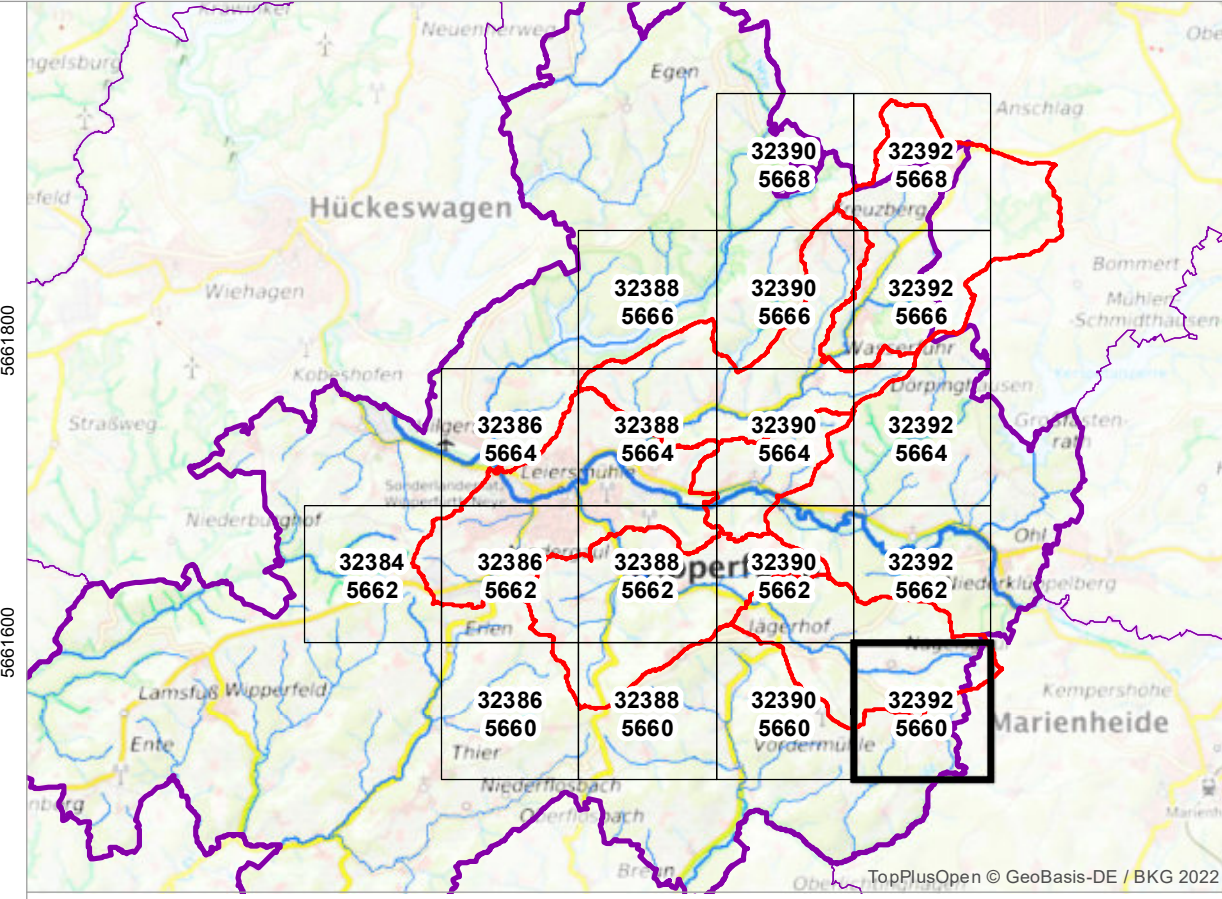 Egen
Anschlag
32390
5668
32392
5668
Hückeswagen
Kreuzberg
Bommert
Wiehagen
32388
5666
32390
5666
32392
5666
Mühlen-
-Schmidthausen
5661800
Kobeshofen
Wasserfuhr
Dörpinghausen
Straßweg
32386
5664
32388
5664
32390
5664
32392
5664
Leiersmühle
Niederburghof
Ohl
32384
5662
32386
5662
32388
5662
32390
5662
32392
5662
Niederklüppelberg
5661600
Erlen
Jägerhof
Lamsfuß
Wipperfeld
32386
5660
32388
5660
32390
5660
32392
5660
Kempershöhe
Marienheide
Ente
Thier
Vordermühle
Niederflosbach
Oberflosbach
TopPlusOpen © GeoBasis-DE / BKG 2022